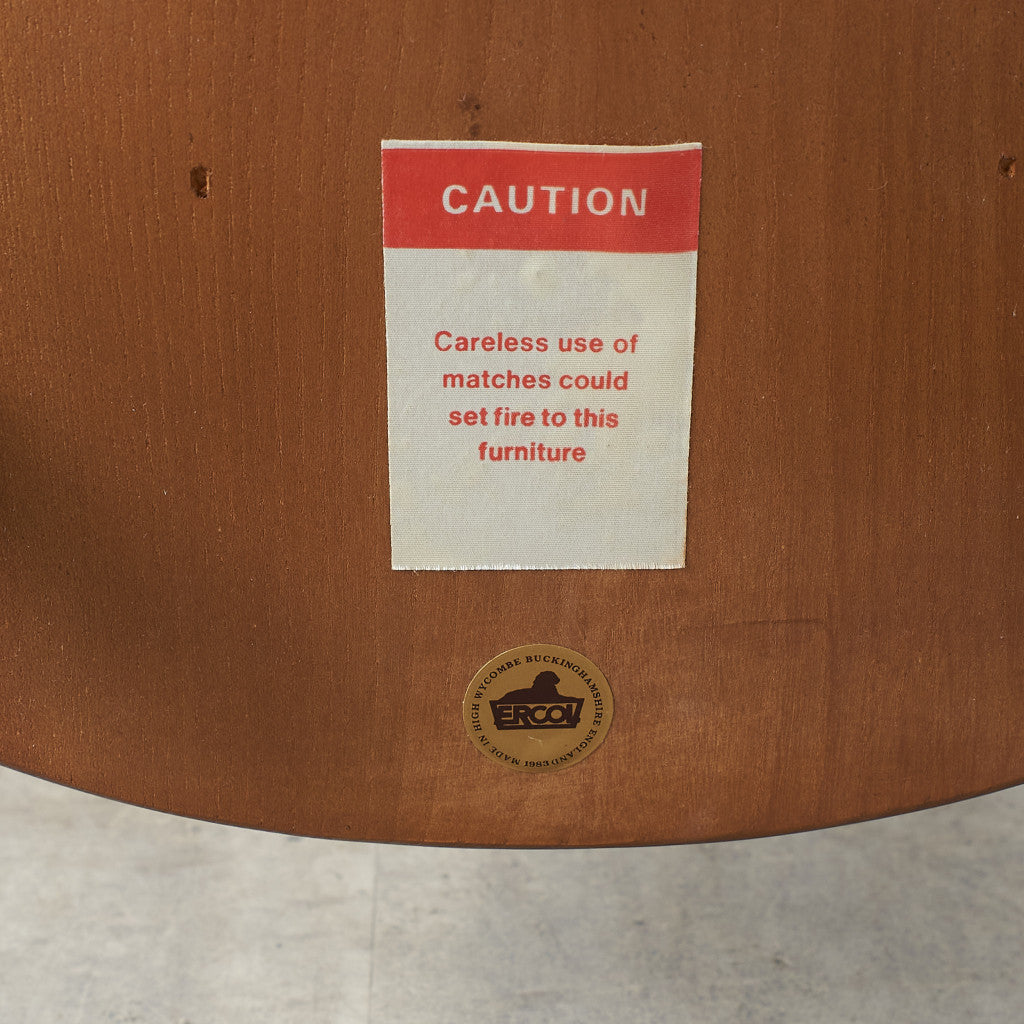 CAUTION
Careless use of
matches could
set fire to this
furniture
MADE IN HIGH WYCOMBE BUCKINGHAMSHIRE ENGLAND
ERCOL
1983